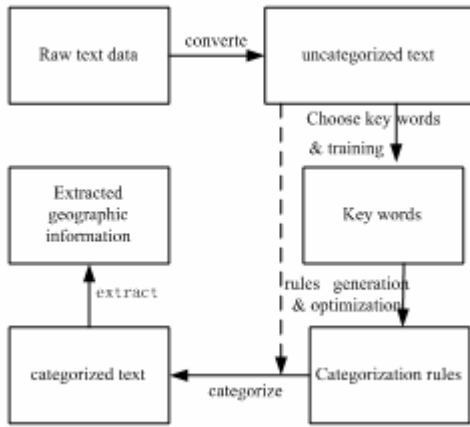 Raw text data
converte
uncategorized text
Choose key words
& training
Extracted
geographic
information
Key words
extract
rules generation
& optimization
categorized text
categorize
Categorization rules